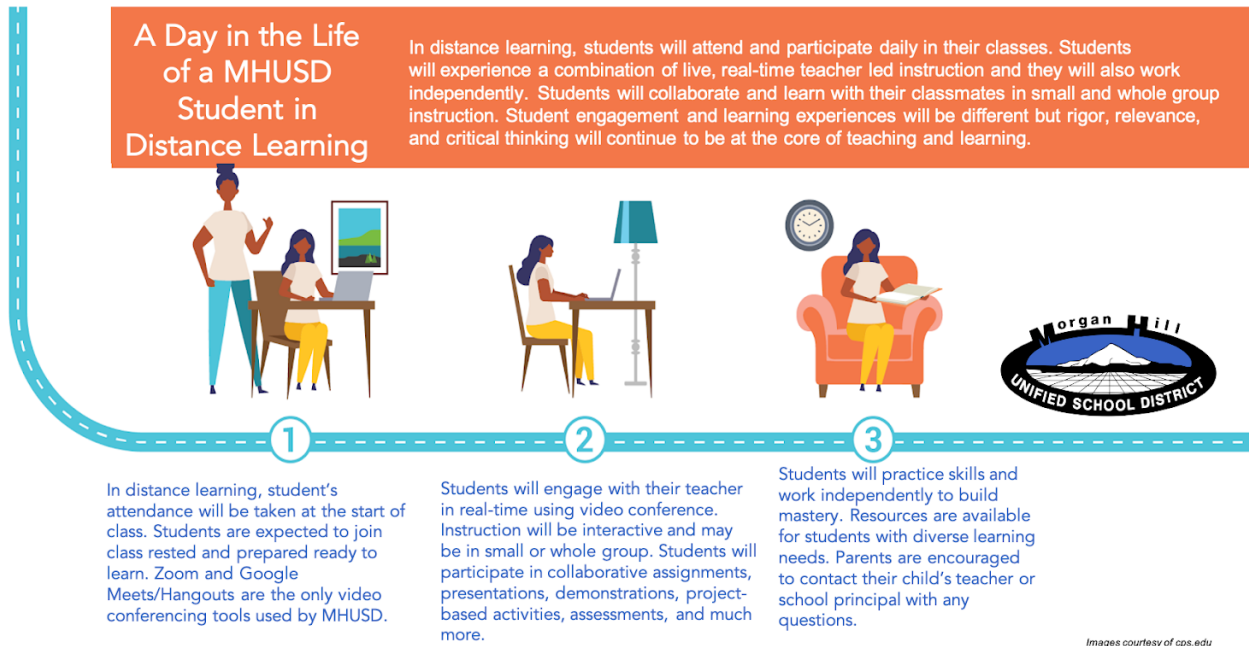 A Day in the Life
of a MHUSD
Student in
Distance Learning
In distance learning, students will attend and participate daily in their classes. Students
will experience a combination of live, real-time teacher led instruction and they will also work
independently. Students will collaborate and learn with their classmates in small and whole group
instruction. Student engagement and learning experiences will be different but rigor, relevance,
and critical thinking will continue to be at the core of teaching and learning.
Morgan Hill
UNIFIED SCHOOL DISTRICT
1
In distance learning, student's
attendance will be taken at the start of
class. Students are expected to join
class rested and prepared ready to
learn. Zoom and Google
Meets/Hangouts are the only video
conferencing tools used by MHUSD.
2
Students will engage with their teacher
in real-time using video conference.
Instruction will be interactive and may
be in small or whole group. Students will
participate in collaborative assignments,
presentations, demonstrations, project-
based activities, assessments, and much
more.
3
Students will practice skills and
work independently to build
mastery. Resources are available
for students with diverse learning
needs. Parents are encouraged
to contact their child's teacher or
school principal with any
questions.
Images courtesy of cps.edu